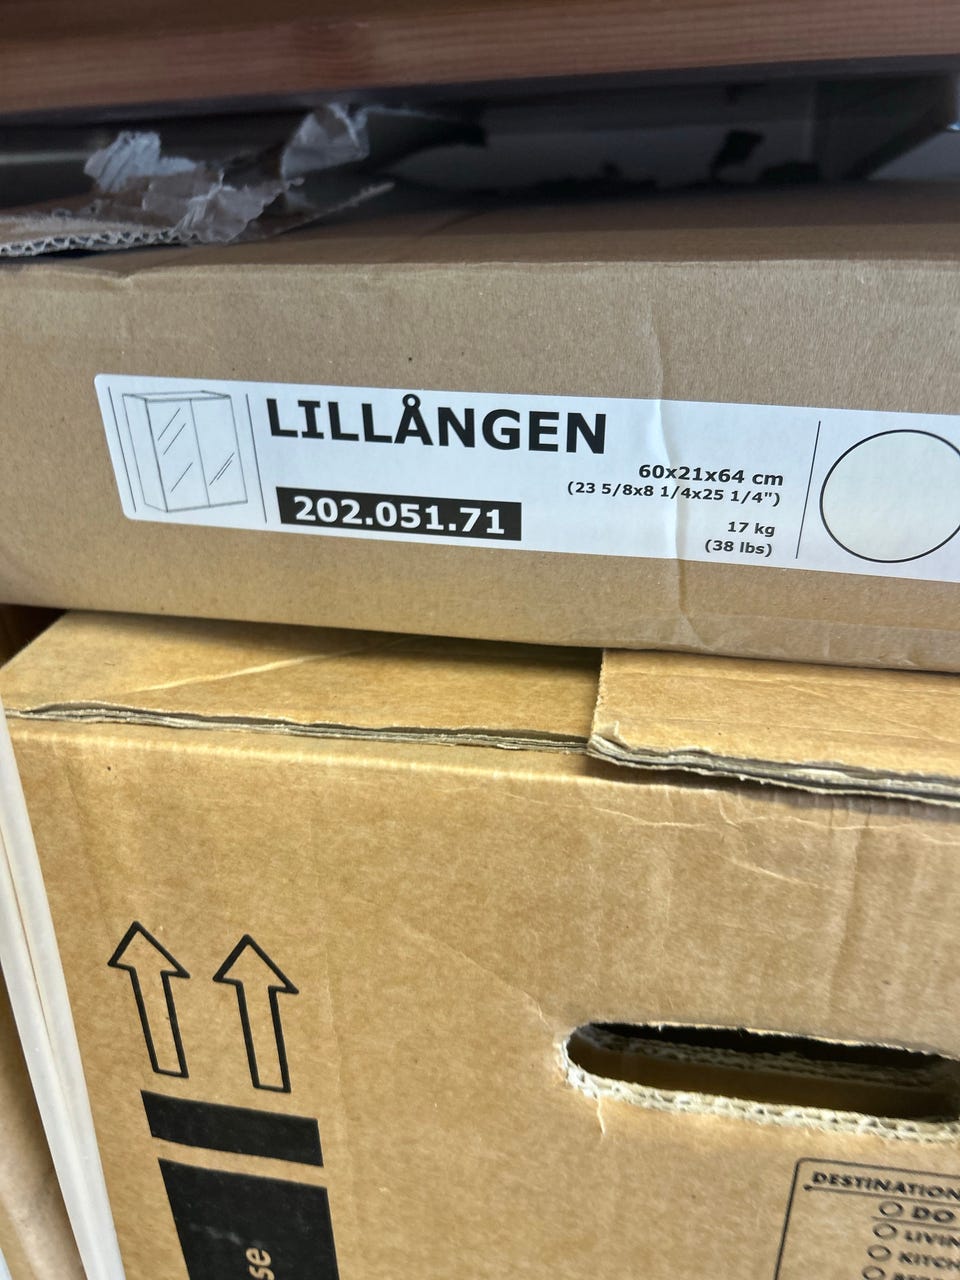 LILLÅNGEN
60x21x64 cm
(23 5/8x8 1/4x25 1/4")
202.051.71
17 kg
(38 lbs)
se
DESTINATION
DO
LIVIN
KITCH